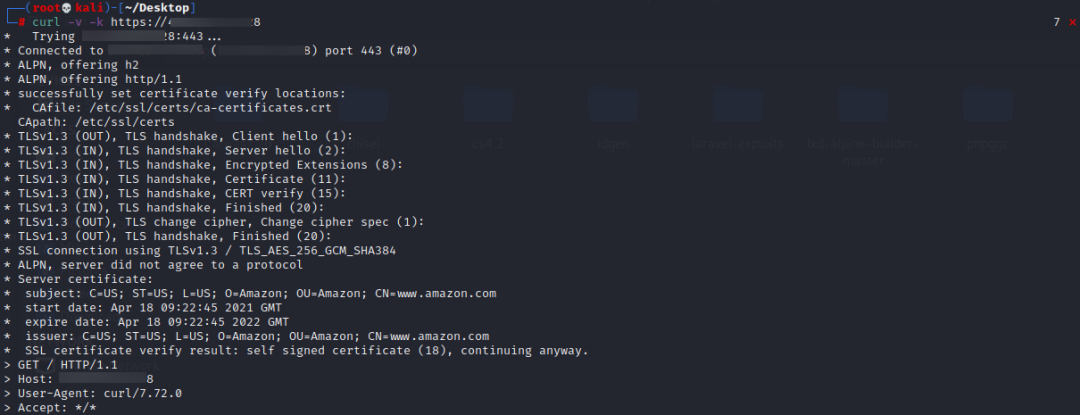 (root💀kali)-[~/Desktop]
# curl -v -k https:// 8 7 ⨯
* Trying 8:443...
* Connected to ( 8) port 443 (#0)
* ALPN, offering h2
* ALPN, offering http/1.1
* successfully set certificate verify locations:
* CAfile: /etc/ssl/certs/ca-certificates.crt
CApath: /etc/ssl/certs
* TLSv1.3 (OUT), TLS handshake, Client hello (1):
* TLSv1.3 (IN), TLS handshake, Server hello (2):
* TLSv1.3 (IN), TLS handshake, Encrypted Extensions (8):
* TLSv1.3 (IN), TLS handshake, Certificate (11):
* TLSv1.3 (IN), TLS handshake, CERT verify (15):
* TLSv1.3 (IN), TLS handshake, Finished (20):
* TLSv1.3 (OUT), TLS change cipher, Change cipher spec (1):
* TLSv1.3 (OUT), TLS handshake, Finished (20):
* SSL connection using TLSv1.3 / TLS_AES_256_GCM_SHA384
* ALPN, server did not agree to a protocol
* Server certificate:
* subject: C=US; ST=US; L=US; O=Amazon; OU=Amazon; CN=www.amazon.com
* start date: Apr 18 09:22:45 2021 GMT
* expire date: Apr 18 09:22:45 2022 GMT
* issuer: C=US; ST=US; L=US; O=Amazon; OU=Amazon; CN=www.amazon.com
* SSL certificate verify result: self signed certificate (18), continuing anyway.
> GET / HTTP/1.1
> Host: 8
> User-Agent: curl/7.72.0
> Accept: */*